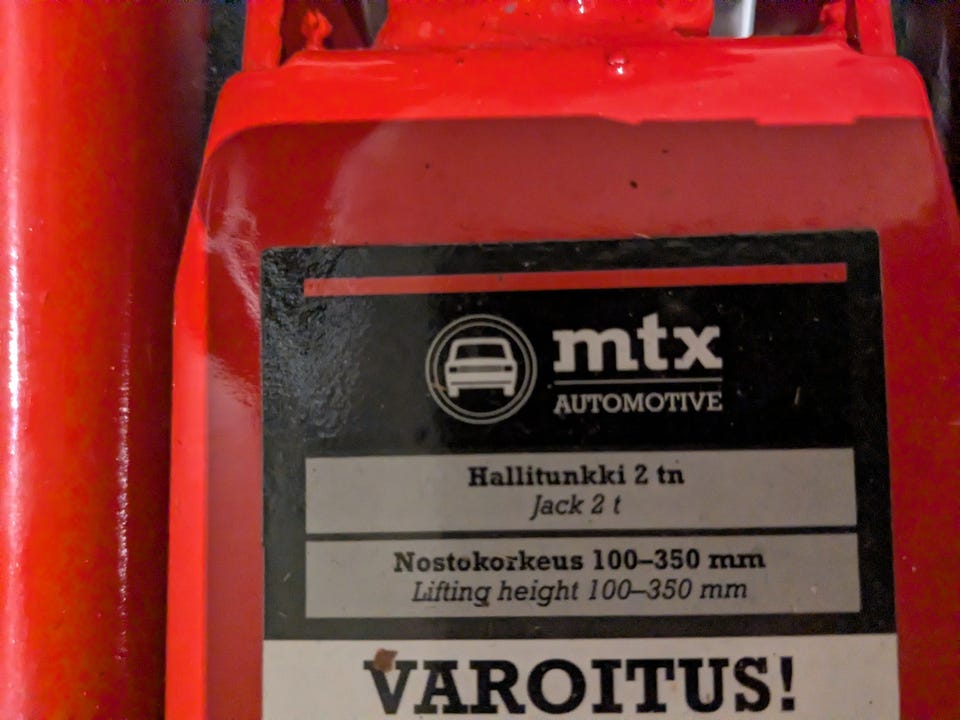 mtx
AUTOMOTIVE
Hallitunkki 2 tn
Jack 2 t
Nostokorkeus 100–350 mm
Lifting height 100–350 mm
VAROITUS!